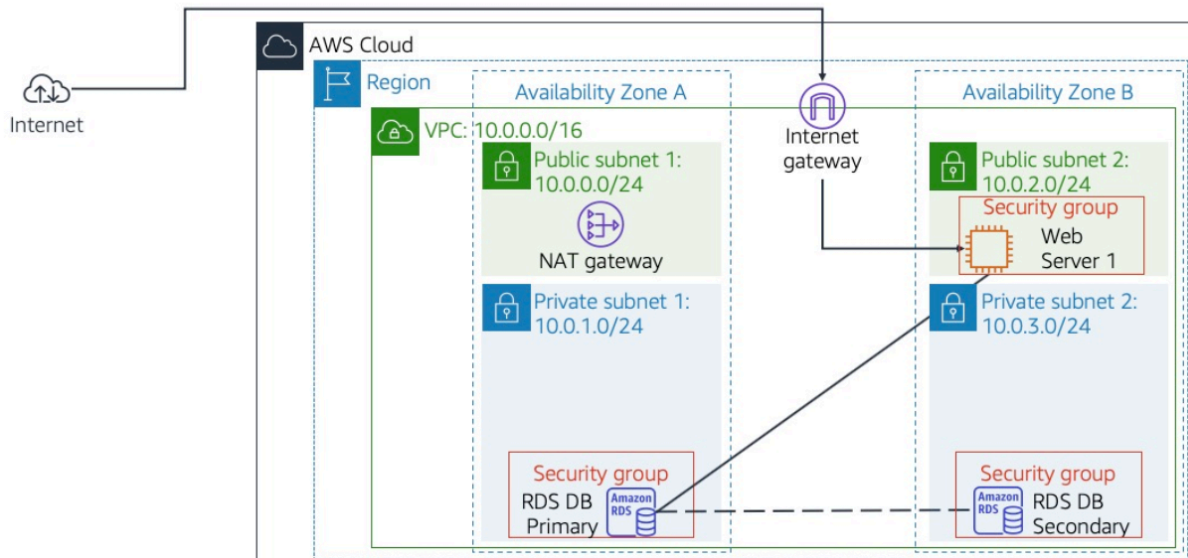 AWS Cloud
Internet
Region
Availability Zone A
Availability Zone B
VPC: 10.0.0.0/16
Internet
gateway
Public subnet 1:
10.0.0.0/24
NAT gateway
Public subnet 2:
10.0.2.0/24
Security group
Web
Server 1
Private subnet 1:
10.0.1.0/24
Private subnet 2:
10.0.3.0/24
Security group
RDS DB
Primary
Amazon
RDS
Security group
Amazon
RDS
RDS DB
Secondary